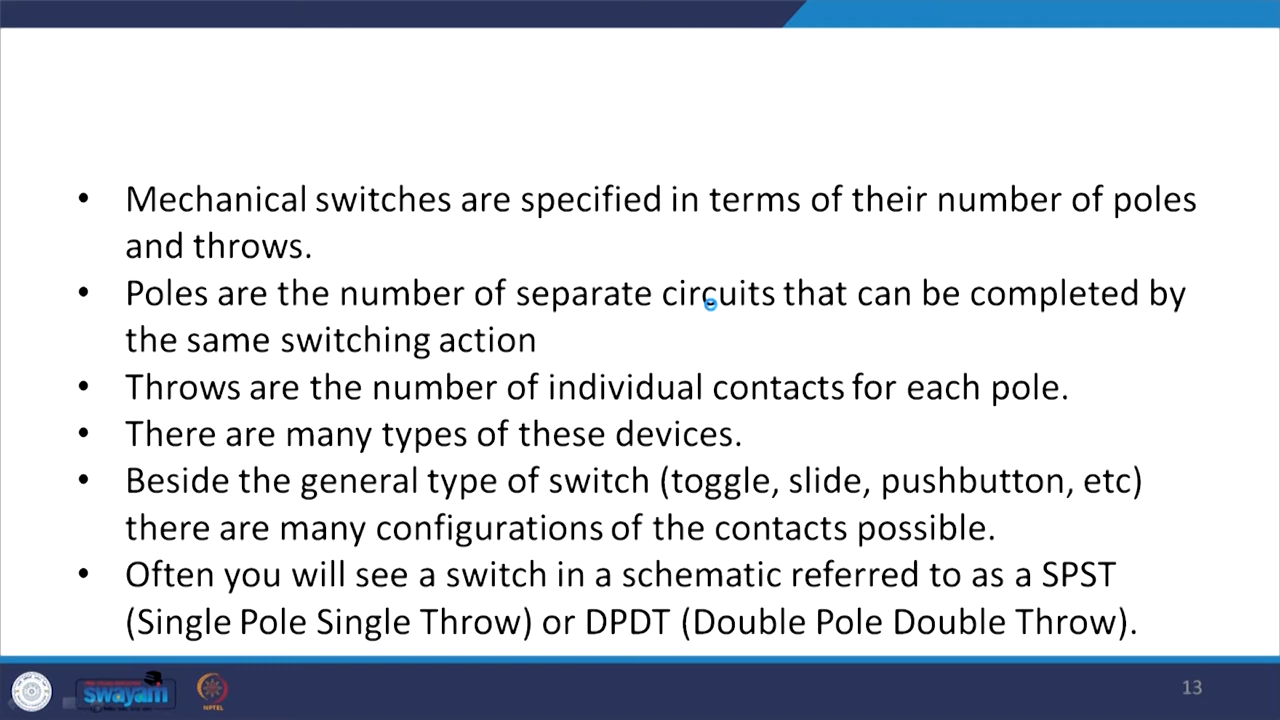 • Mechanical switches are specified in terms of their number of poles
and throws.
• Poles are the number of separate circuits that can be completed by
the same switching action
• Throws are the number of individual contacts for each pole.
• There are many types of these devices.
• Beside the general type of switch (toggle, slide, pushbutton, etc)
there are many configurations of the contacts possible.
• Often you will see a switch in a schematic referred to as a SPST
(Single Pole Single Throw) or DPDT (Double Pole Double Throw).
swayam
NPTEL
13